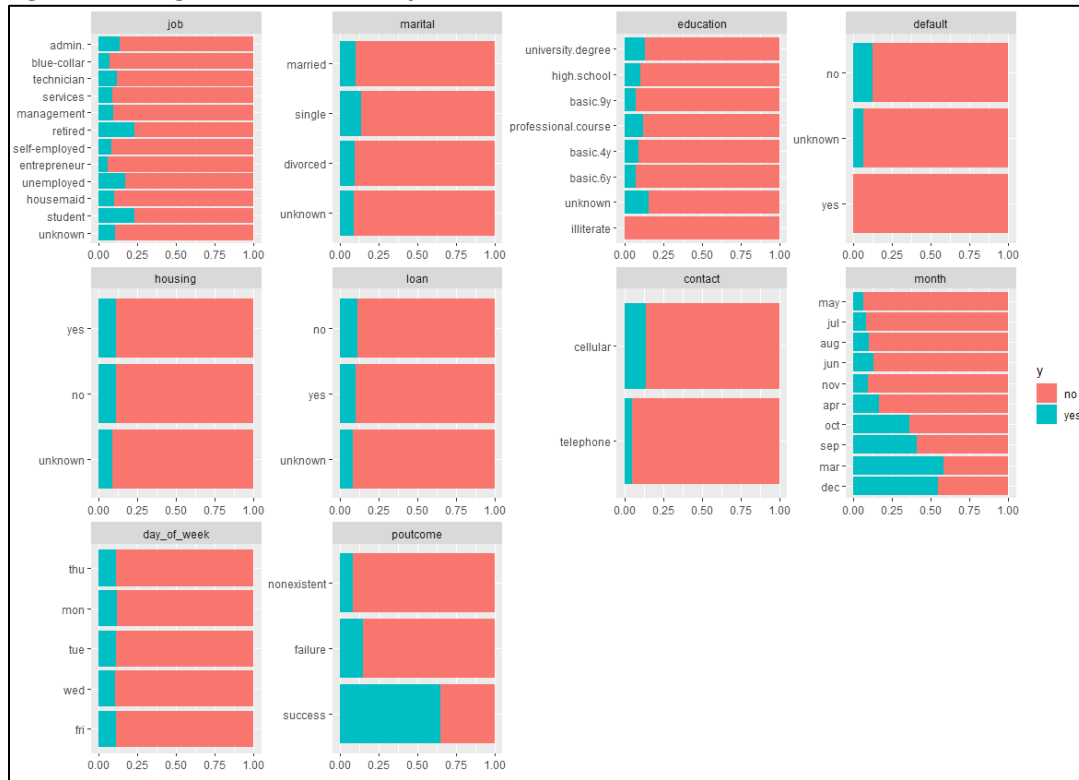 job
admin.
blue-collar
technician
services
management
retired
self-employed
entrepreneur
unemployed
housemaid
student
unknown
0.00 0.25 0.50 0.75 1.00
marital
married
single
divorced
unknown
0.00 0.25 0.50 0.75 1.00
education
university.degree
high.school
basic.9y
professional.course
basic.4y
basic.6y
unknown
illiterate
0.00 0.25 0.50 0.75 1.00
default
no
unknown
yes
0.00 0.25 0.50 0.75 1.00
housing
yes
no
unknown
0.00 0.25 0.50 0.75 1.00
loan
no
yes
unknown
0.00 0.25 0.50 0.75 1.00
contact
cellular
telephone
0.00 0.25 0.50 0.75 1.00
month
may
jul
aug
jun
nov
apr
oct
sep
mar
dec
0.00 0.25 0.50 0.75 1.00
y
no
yes
day_of_week
thu
mon
tue
wed
fri
0.00 0.25 0.50 0.75 1.00
poutcome
nonexistent
failure
success
0.00 0.25 0.50 0.75 1.00